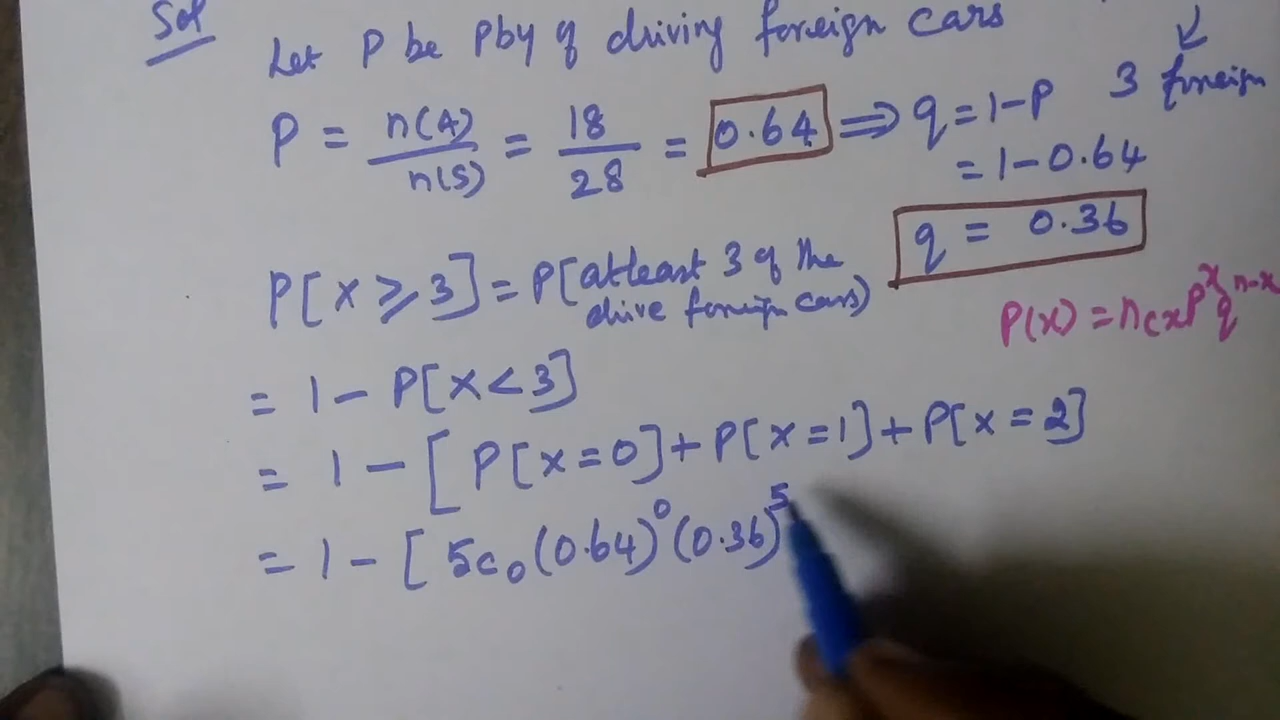 Sol
Let P be Pby of driving foreign cars
P = n(A)/n(S) = 18/28 = 0.64 ⟹ q = 1-P
3 foreign
= 1 - 0.64
q = 0.36
P[X ≥ 3] = P[atleast 3 of the
drive foreign cars)
P(x) = ncx p^x q^n-x
= 1 - P[X < 3]
= 1 - [P[x = 0] + P[x = 1] + P[x = 2]
= 1 - [5c₀ (0.64)⁰ (0.36)⁵